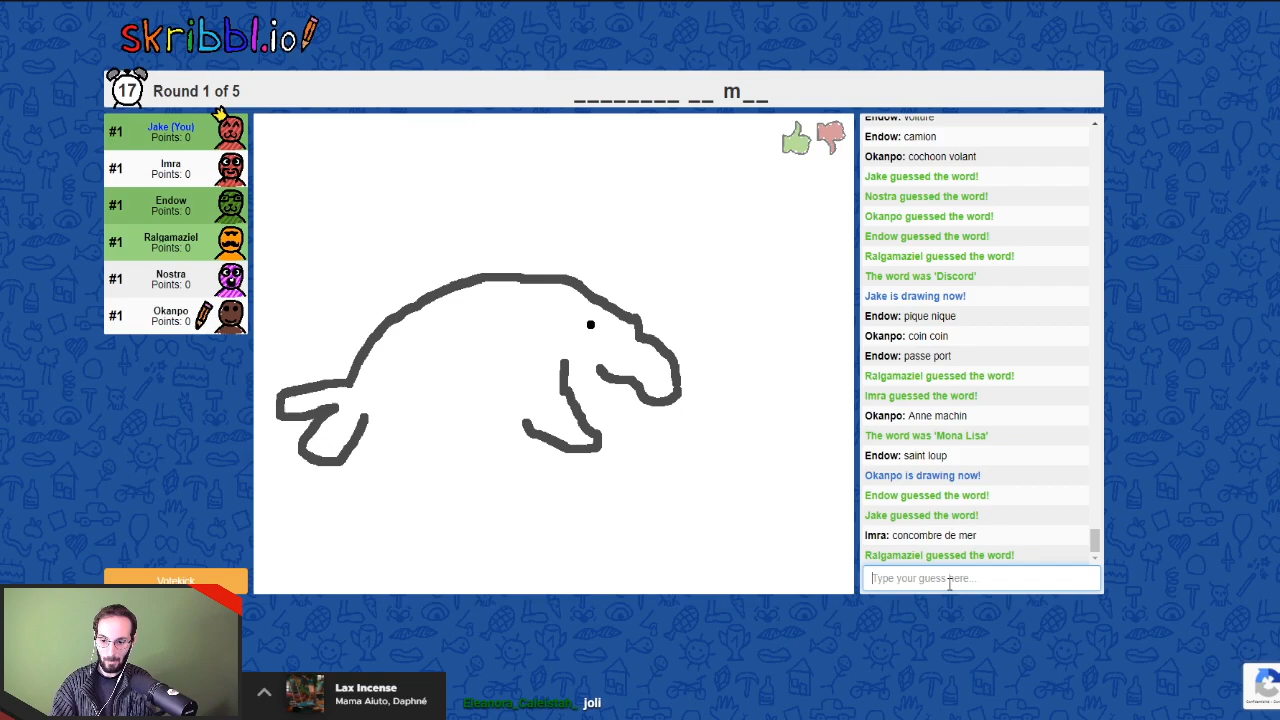 skribbl.io
17
Round 1 of 5
________ __ m__
#1
Jake (You)
Points: 0
#1
Imra
Points: 0
#1
Endow
Points: 0
#1
Ralgamaziel
Points: 0
#1
Nostra
Points: 0
#1
Okanpo
Points: 0
Votekick
Endow: voiture
Endow: camion
Okanpo: cochoon volant
Jake guessed the word!
Nostra guessed the word!
Okanpo guessed the word!
Endow guessed the word!
Ralgamaziel guessed the word!
The word was 'Discord'
Jake is drawing now!
Endow: pique nique
Okanpo: coin coin
Endow: passe port
Ralgamaziel guessed the word!
Imra guessed the word!
Okanpo: Anne machin
The word was 'Mona Lisa'
Endow: saint loup
Okanpo is drawing now!
Endow guessed the word!
Jake guessed the word!
Imra: concombre de mer
Ralgamaziel guessed the word!
Type your guess here...
Lax Incense
Mama Aiuto, Daphné
joli